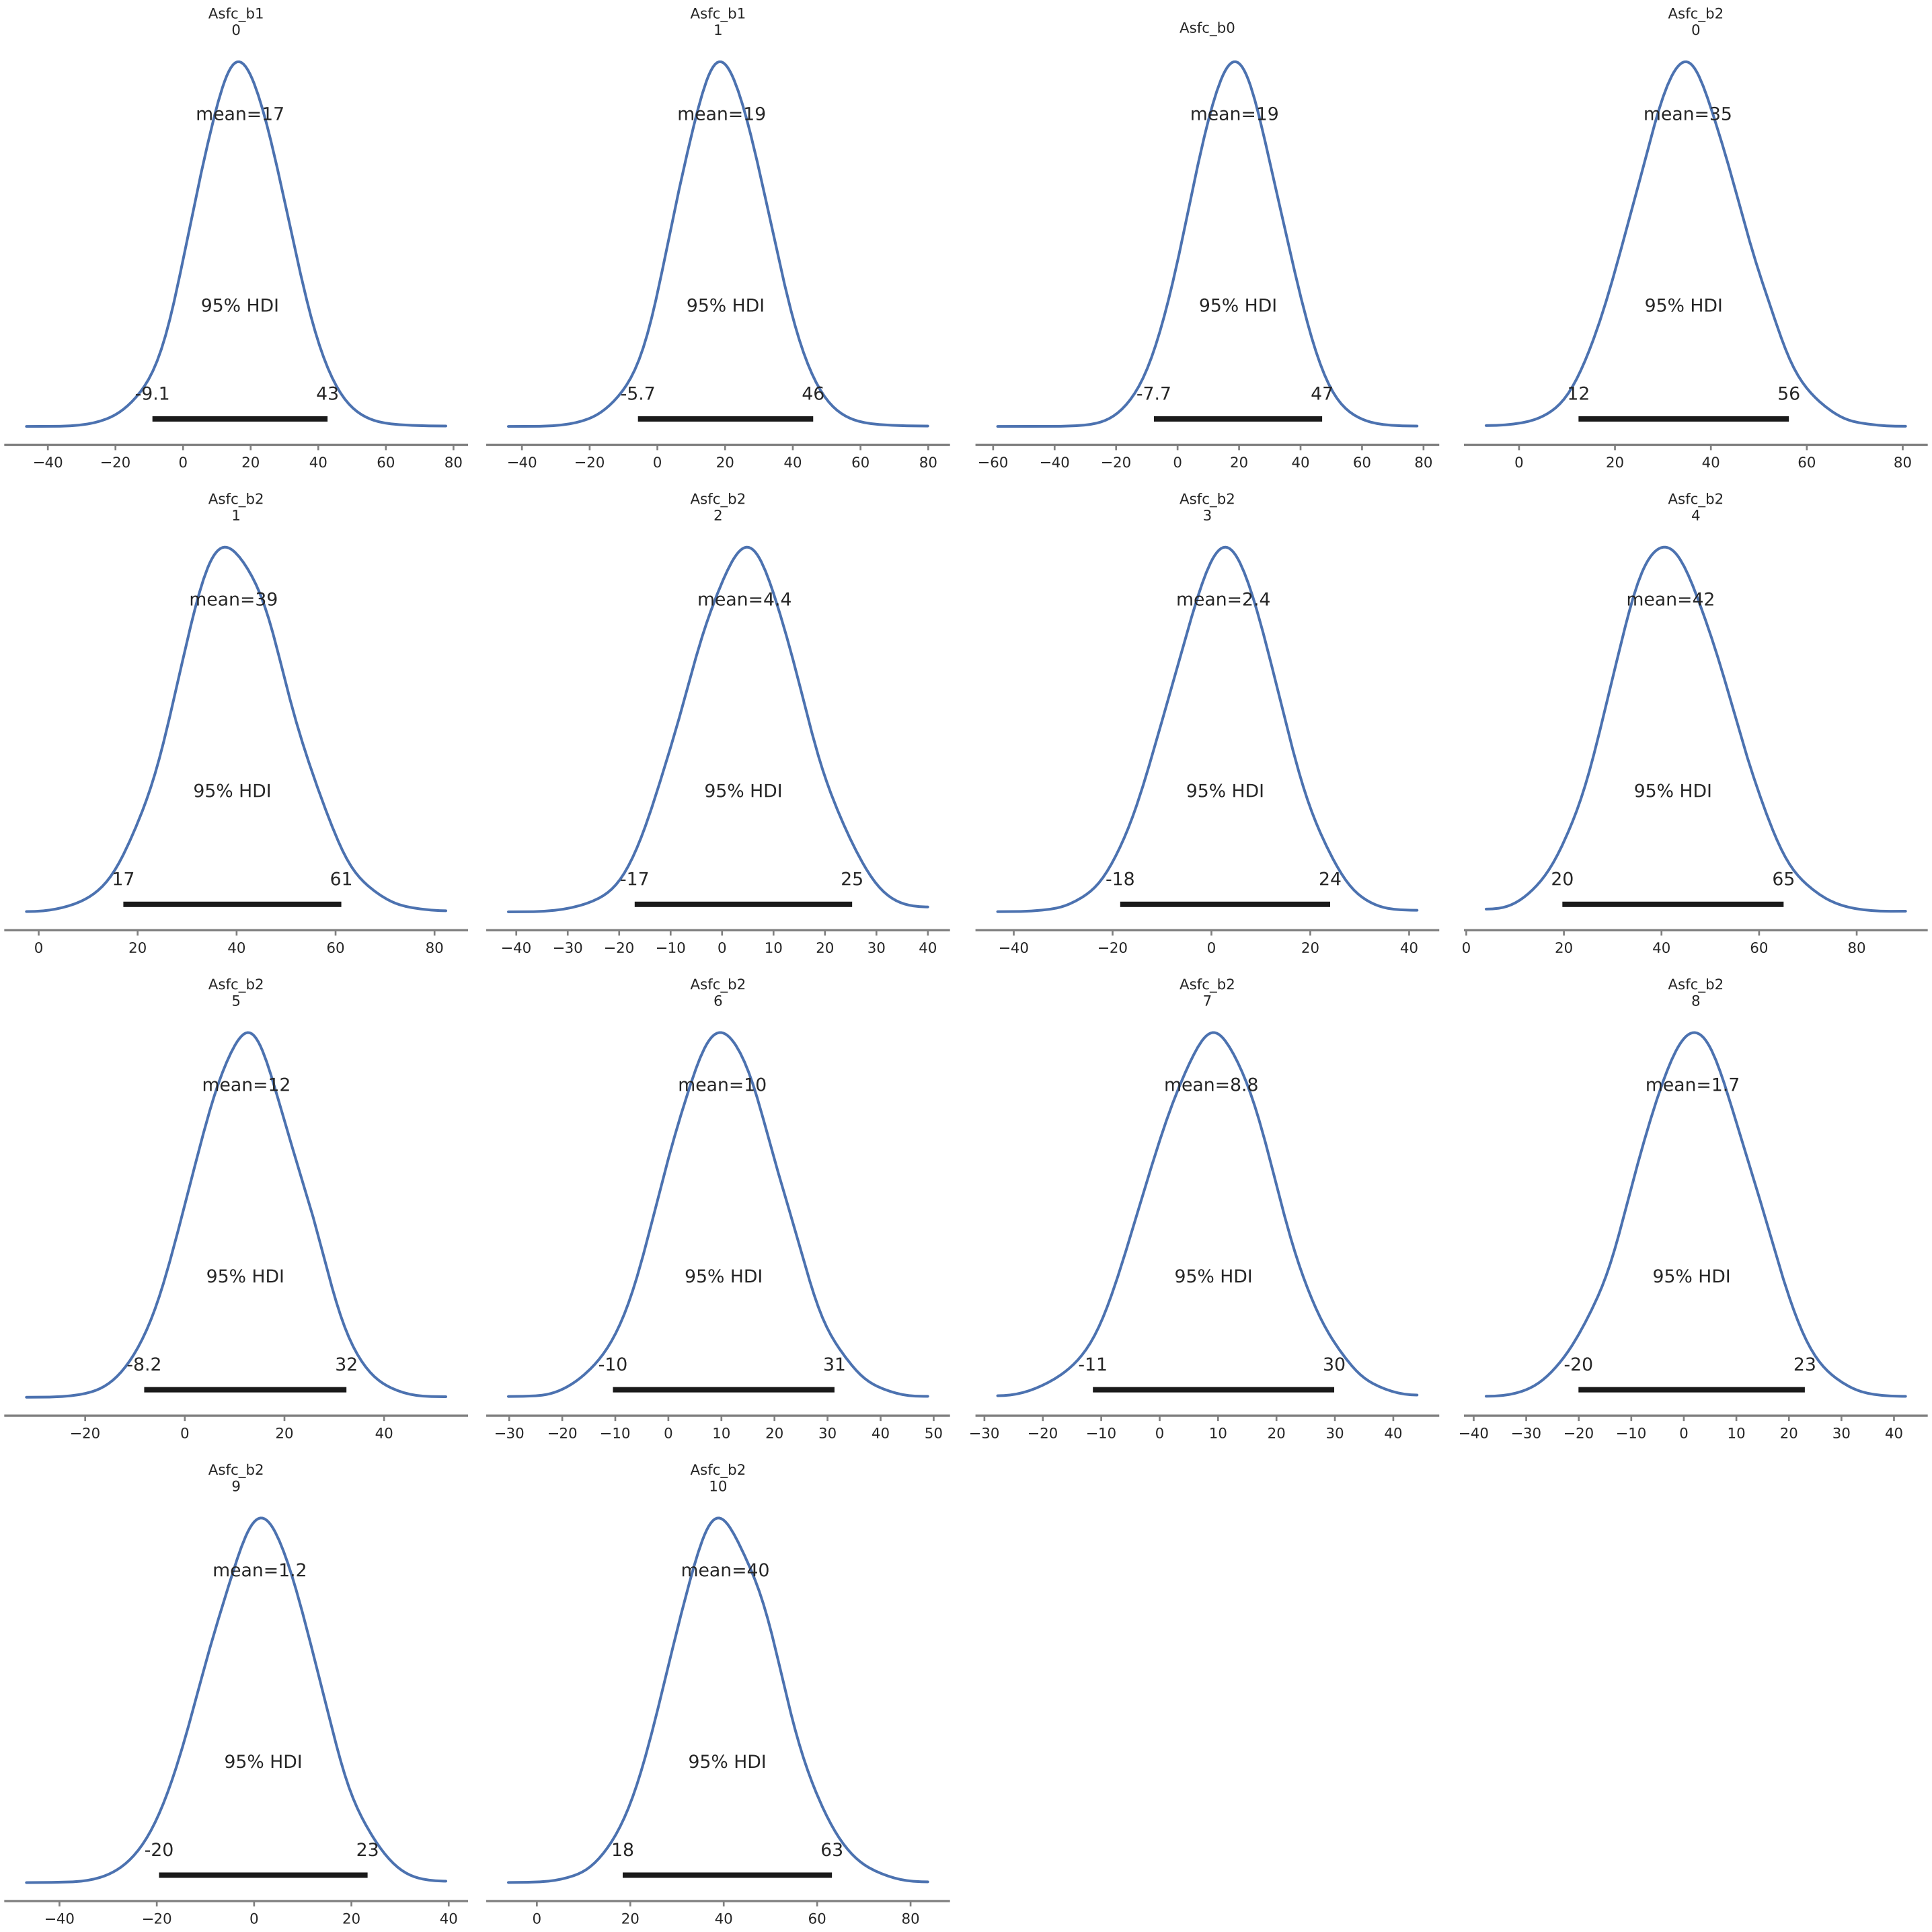 Asfc_b1
0
mean=17
95% HDI
-9.1 43
−40 −20 0 20 40 60 80
Asfc_b1
1
mean=19
95% HDI
-5.7 46
−40 −20 0 20 40 60 80
Asfc_b0
mean=19
95% HDI
-7.7 47
−60 −40 −20 0 20 40 60 80
Asfc_b2
0
mean=35
95% HDI
12 56
0 20 40 60 80
Asfc_b2
1
mean=39
95% HDI
17 61
0 20 40 60 80
Asfc_b2
2
mean=4.4
95% HDI
-17 25
−40 −30 −20 −10 0 10 20 30 40
Asfc_b2
3
mean=2.4
95% HDI
-18 24
−40 −20 0 20 40
Asfc_b2
4
mean=42
95% HDI
20 65
0 20 40 60 80
Asfc_b2
5
mean=12
95% HDI
-8.2 32
−20 0 20 40
Asfc_b2
6
mean=10
95% HDI
-10 31
−30 −20 −10 0 10 20 30 40 50
Asfc_b2
7
mean=8.8
95% HDI
-11 30
−30 −20 −10 0 10 20 30 40
Asfc_b2
8
mean=1.7
95% HDI
-20 23
−40 −30 −20 −10 0 10 20 30 40
Asfc_b2
9
mean=1.2
95% HDI
-20 23
−40 −20 0 20 40
Asfc_b2
10
mean=40
95% HDI
18 63
0 20 40 60 80